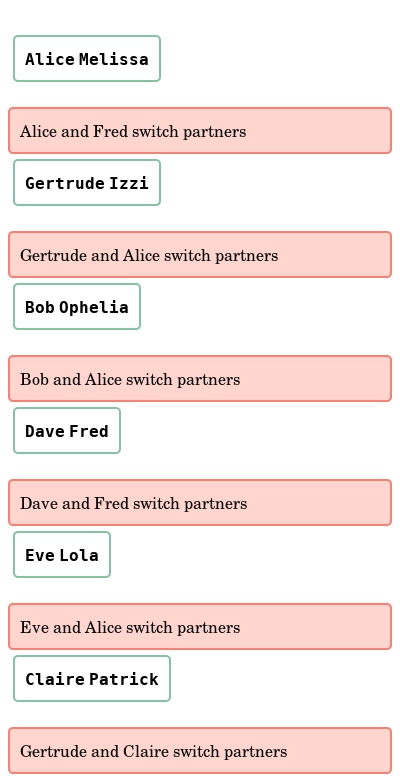 Alice Melissa
Alice and Fred switch partners
Gertrude Izzi
Gertrude and Alice switch partners
Bob Ophelia
Bob and Alice switch partners
Dave Fred
Dave and Fred switch partners
Eve Lola
Eve and Alice switch partners
Claire Patrick
Gertrude and Claire switch partners